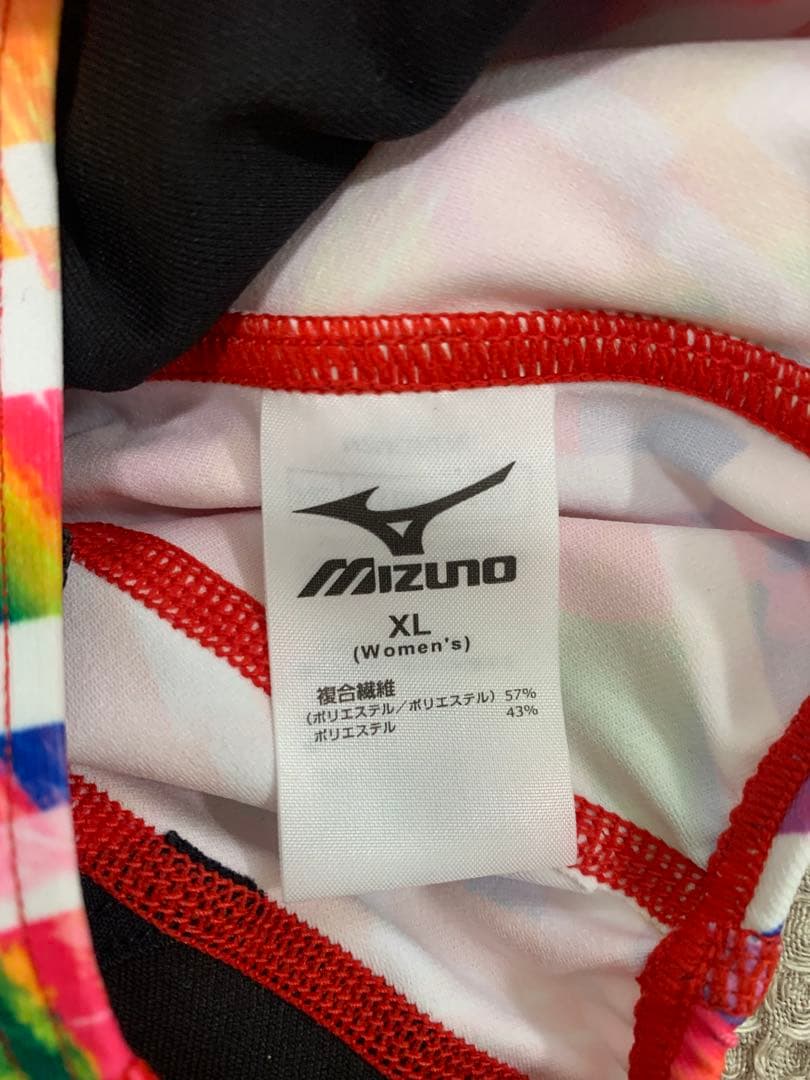 MIZUNO
XL
(Women's)
複合繊維
(ポリエステル/ポリエステル) 57%
ポリエステル 43%